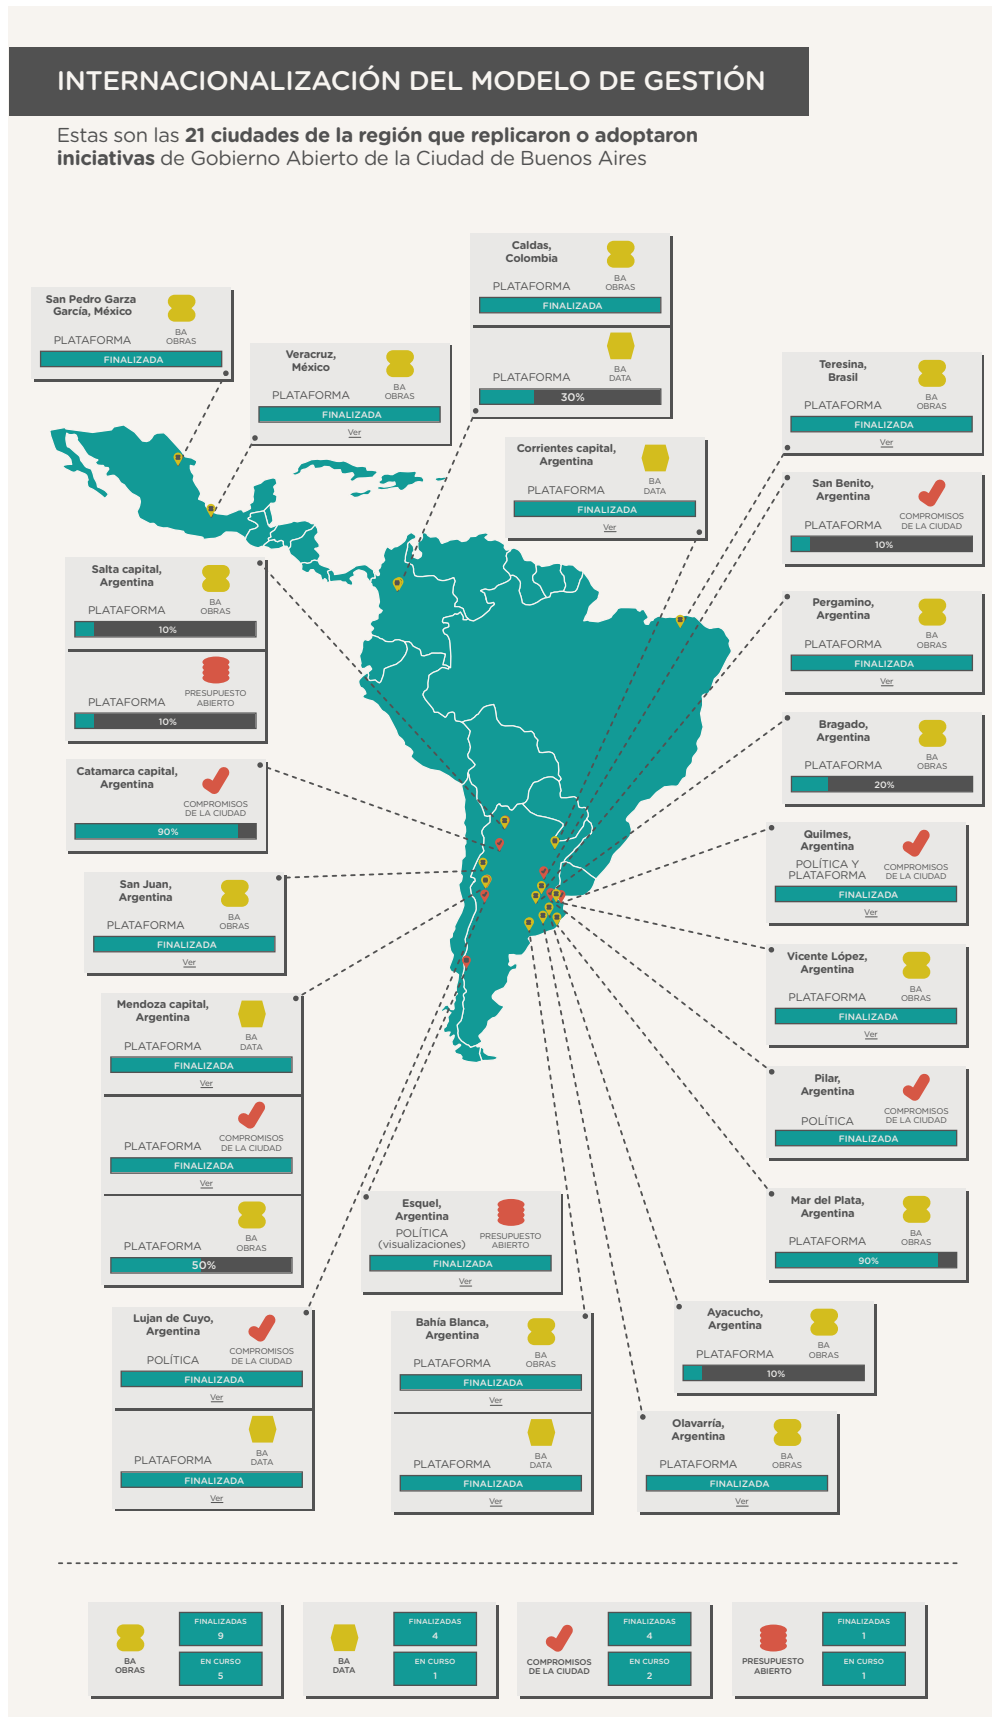 INTERNACIONALIZACIÓN DEL MODELO DE GESTIÓN
Estas son las 21 ciudades de la región que replicaron o adoptaron
iniciativas de Gobierno Abierto de la Ciudad de Buenos Aires
San Pedro Garza
García, México
PLATAFORMA
BA
OBRAS
FINALIZADA
Veracruz,
México
PLATAFORMA
BA
OBRAS
FINALIZADA
Ver
Caldas,
Colombia
PLATAFORMA
BA
OBRAS
FINALIZADA
PLATAFORMA
BA
DATA
30%
Corrientes capital,
Argentina
PLATAFORMA
BA
DATA
FINALIZADA
Ver
Teresina,
Brasil
PLATAFORMA
BA
OBRAS
FINALIZADA
Ver
San Benito,
Argentina
PLATAFORMA
COMPROMISOS
DE LA CIUDAD
10%
Salta capital,
Argentina
PLATAFORMA
BA
OBRAS
10%
PLATAFORMA
PRESUPUESTO
ABIERTO
10%
Pergamino,
Argentina
PLATAFORMA
BA
OBRAS
FINALIZADA
Ver
Bragado,
Argentina
PLATAFORMA
BA
OBRAS
20%
Catamarca capital,
Argentina
COMPROMISOS
DE LA CIUDAD
90%
Quilmes,
Argentina
POLÍTICA Y
PLATAFORMA
COMPROMISOS
DE LA CIUDAD
FINALIZADA
Ver
San Juan,
Argentina
PLATAFORMA
BA
OBRAS
FINALIZADA
Ver
Vicente López,
Argentina
PLATAFORMA
BA
OBRAS
FINALIZADA
Ver
Mendoza capital,
Argentina
PLATAFORMA
BA
DATA
FINALIZADA
Ver
PLATAFORMA
COMPROMISOS
DE LA CIUDAD
FINALIZADA
Ver
PLATAFORMA
BA
OBRAS
50%
Pilar,
Argentina
POLÍTICA
COMPROMISOS
DE LA CIUDAD
FINALIZADA
Mar del Plata,
Argentina
PLATAFORMA
BA
OBRAS
90%
Esquel,
Argentina
POLÍTICA
(visualizaciones)
PRESUPUESTO
ABIERTO
FINALIZADA
Ver
Lujan de Cuyo,
Argentina
POLÍTICA
COMPROMISOS
DE LA CIUDAD
FINALIZADA
Ver
PLATAFORMA
BA
DATA
FINALIZADA
Ver
Bahía Blanca,
Argentina
PLATAFORMA
BA
OBRAS
FINALIZADA
Ver
PLATAFORMA
BA
DATA
FINALIZADA
Ver
Ayacucho,
Argentina
PLATAFORMA
BA
OBRAS
10%
Olavarría,
Argentina
PLATAFORMA
BA
OBRAS
FINALIZADA
Ver
BA
OBRAS
FINALIZADAS
9
EN CURSO
5
BA
DATA
FINALIZADAS
4
EN CURSO
1
COMPROMISOS
DE LA CIUDAD
FINALIZADAS
4
EN CURSO
2
PRESUPUESTO
ABIERTO
FINALIZADAS
1
EN CURSO
1